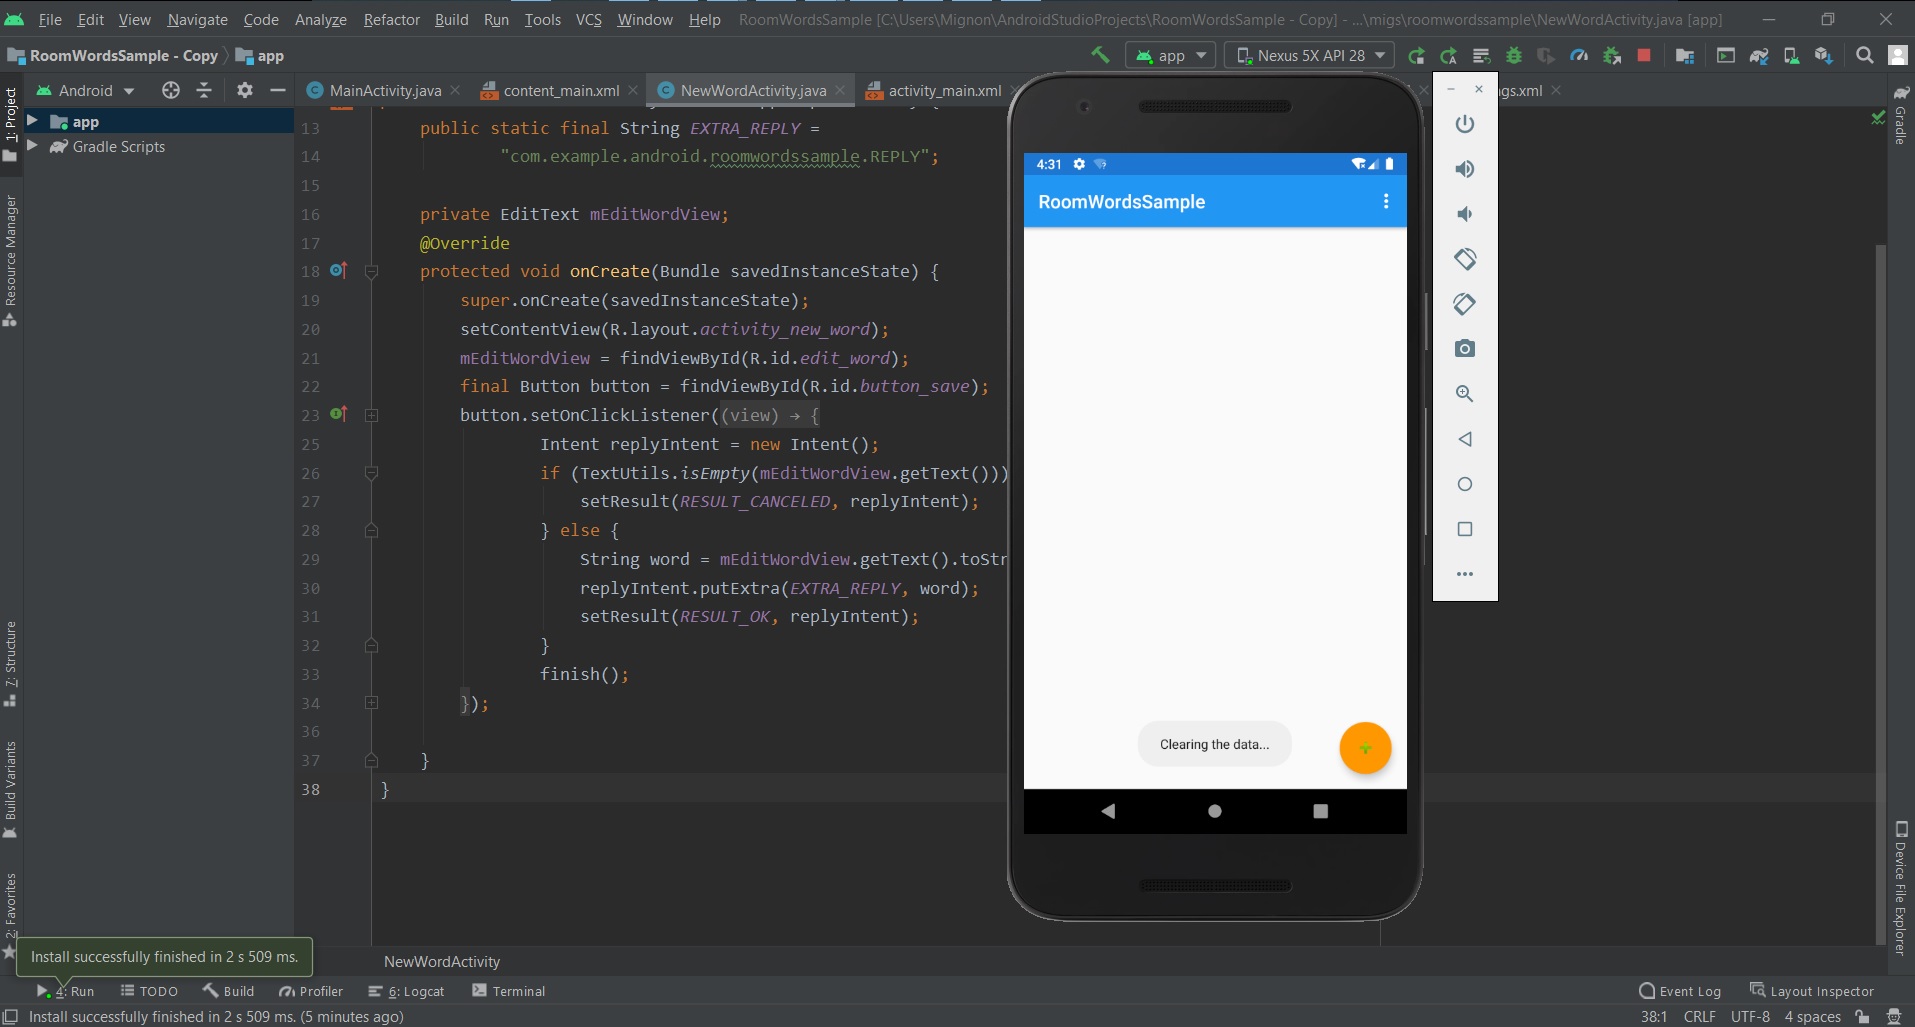 File Edit View Navigate Code Analyze Refactor Build Run Tools VCS Window Help RoomWordsSample [C:\Users\Mignon\AndroidStudioProjects\RoomWordsSample - Copy] - ...\migs\roomwordssample\NewWordActivity.java [app]
RoomWordsSample - Copy app
app Nexus 5X API 28
1: Project
Resource Manager
7: Structure
Build Variants
2: Favorites
Android
app
Gradle Scripts
MainActivity.java content_main.xml NewWordActivity.java activity_main.xml gs.xml
13 public static final String EXTRA_REPLY =
14 "com.example.android.roomwordssample.REPLY";
15
16 private EditText mEditWordView;
17 @Override
18 protected void onCreate(Bundle savedInstanceState) {
19 super.onCreate(savedInstanceState);
20 setContentView(R.layout.activity_new_word);
21 mEditWordView = findViewById(R.id.edit_word);
22 final Button button = findViewById(R.id.button_save);
23 button.setOnClickListener((view) → {
25 Intent replyIntent = new Intent();
26 if (TextUtils.isEmpty(mEditWordView.getText()))
27 setResult(RESULT_CANCELED, replyIntent);
28 } else {
29 String word = mEditWordView.getText().toStr
30 replyIntent.putExtra(EXTRA_REPLY, word);
31 setResult(RESULT_OK, replyIntent);
32 }
33 finish();
34 });
36
37 }
38 }
4:31
RoomWordsSample
Clearing the data...
Gradle
Device File Explorer
Install successfully finished in 2 s 509 ms.
NewWordActivity
4: Run TODO Build Profiler 6: Logcat Terminal Event Log Layout Inspector
Install successfully finished in 2 s 509 ms. (5 minutes ago) 38:1 CRLF UTF-8 4 spaces